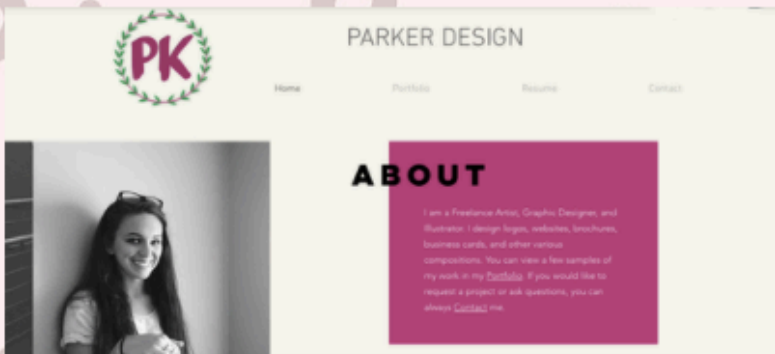 PK
PARKER DESIGN
Home Portfolio Resume Contact
ABOUT
I am a Freelance Artist, Graphic Designer, and
Illustrator. I design logos, websites, brochures,
business cards, and other various
compositions. You can view a few samples of
my work in my Portfolio. If you would like to
request a project or ask questions, you can
always Contact me.